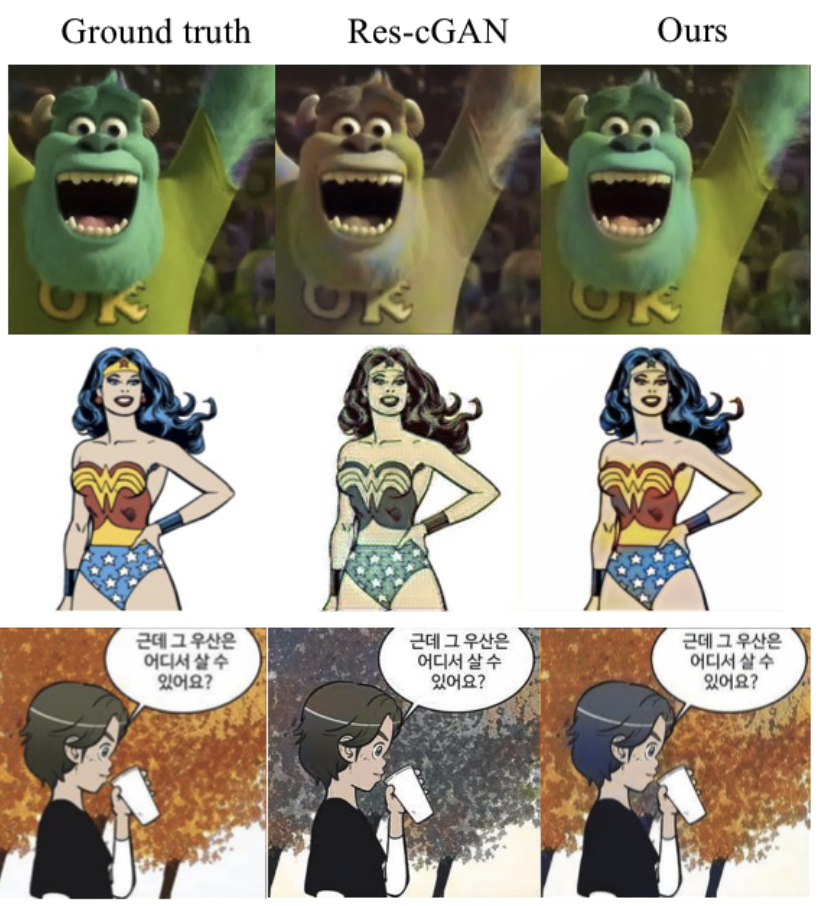 Ground truth
Res-cGAN
Ours
OK
OK
OK
근데 그 우산은
어디서 살 수
있어요?
근데 그 우산은
어디서 살 수
있어요?
근데 그 우산은
어디서 살 수
있어요?